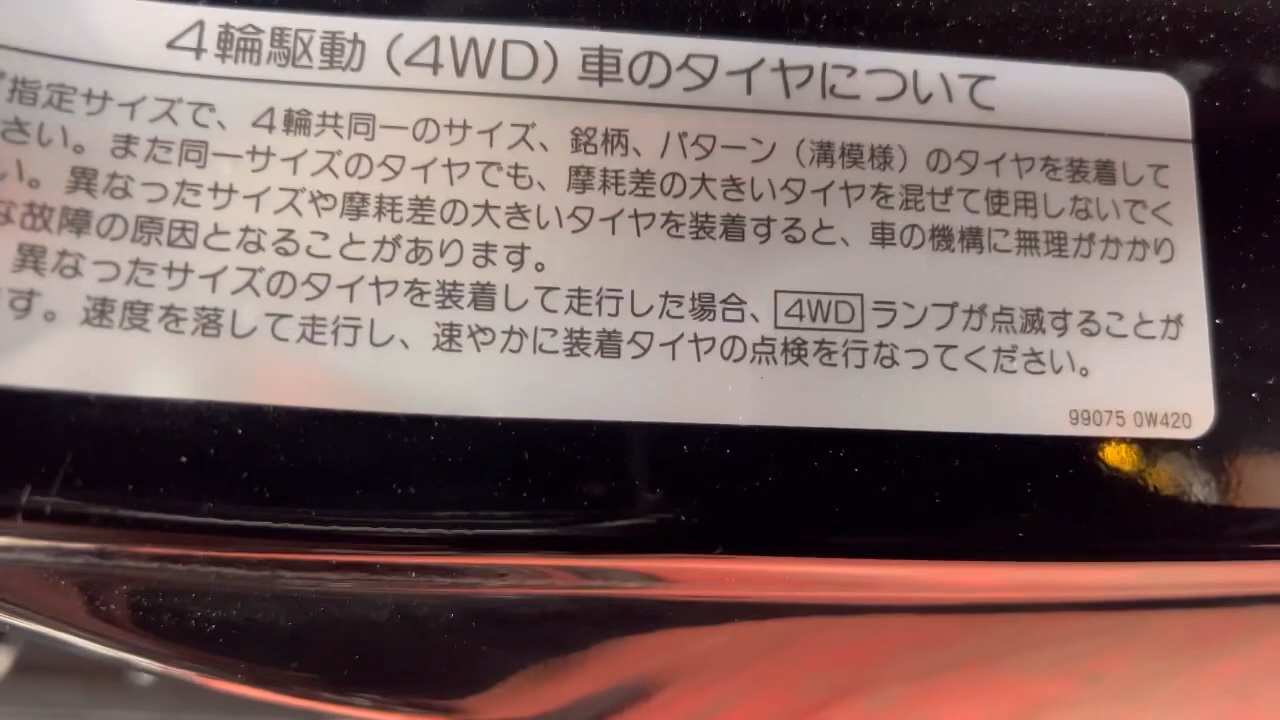 4輪駆動(4WD)車のタイヤについて
指定サイズで、4輪共同一のサイズ、銘柄、パターン(溝模様)のタイヤを装着して
さい。また同一サイズのタイヤでも、摩耗差の大きいタイヤを混ぜて使用しないでく
い。異なったサイズや摩耗差の大きいタイヤを装着すると、車の機構に無理がかかり
な故障の原因となることがあります。
異なったサイズのタイヤを装着して走行した場合、4WDランプが点滅することが
す。速度を落して走行し、速やかに装着タイヤの点検を行なってください。
99075 0W420